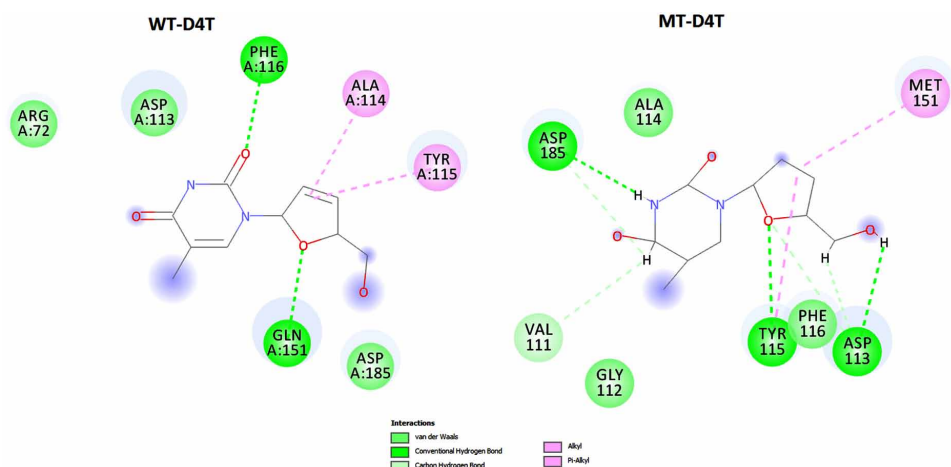 WT-D4T
MT-D4T
PHE
A:116
ALA
A:114
ASP
A:113
ARG
A:72
TYR
A:115
O
N
O
N
O
O
GLN
A:151
ASP
A:185
MET
151
ALA
114
ASP
185
O
H
N
N
O
O
H
O
H
H
VAL
111
PHE
116
TYR
115
ASP
113
GLY
112
Interactions
van der Waals
Conventional Hydrogen Bond
Carbon Hydrogen Bond
Alkyl
Pi-Alkyl